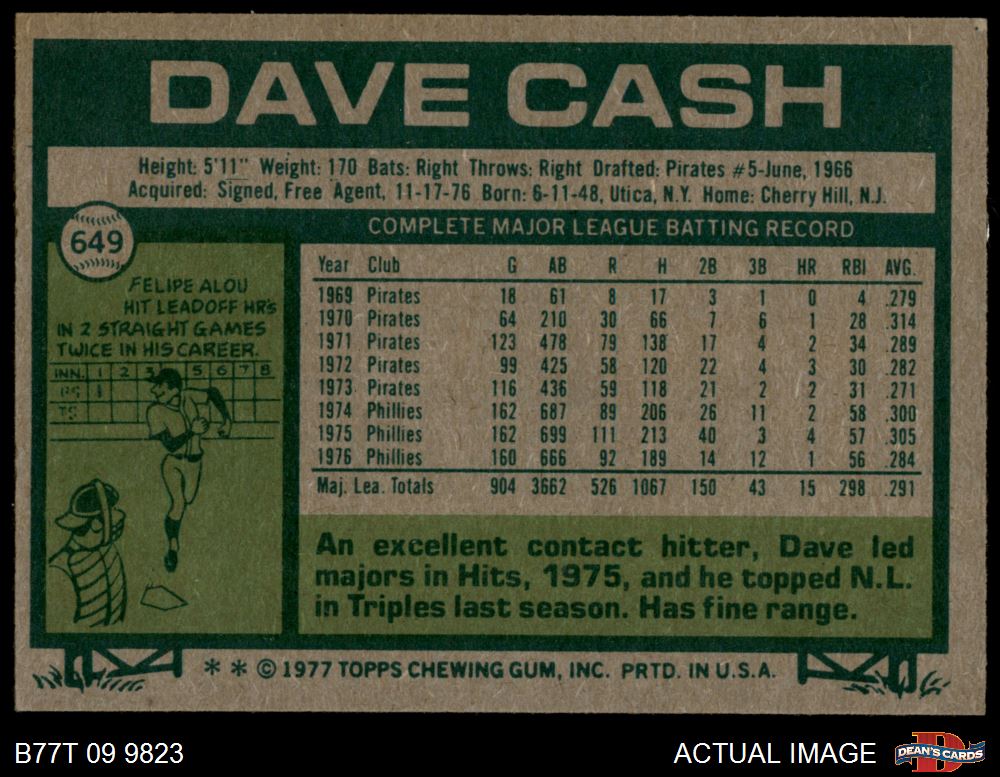 DAVE CASH
Height: 5'11" Weight: 170 Bats: Right Throws: Right Drafted: Pirates #5-June, 1966
Acquired: Signed, Free Agent, 11-17-76 Born: 6-11-48, Utica, N.Y. Home: Cherry Hill, N.J.
649
COMPLETE MAJOR LEAGUE BATTING RECORD
FELIPE ALOU
HIT LEADOFF HR's
IN 2 STRAIGHT GAMES
TWICE IN HIS CAREER.
INN. 1 2 3 5 6 7 8
Year Club G AB R H 2B 3B HR RBI AVG.
1969 Pirates 18 61 8 17 3 1 0 4 .279
1970 Pirates 64 210 30 66 7 6 1 28 .314
1971 Pirates 123 478 79 138 17 4 2 34 .289
1972 Pirates 99 425 58 120 22 4 3 30 .282
1973 Pirates 116 436 59 118 21 2 2 31 .271
1974 Phillies 162 687 89 206 26 11 2 58 .300
1975 Phillies 162 699 111 213 40 3 4 57 .305
1976 Phillies 160 666 92 189 14 12 1 56 .284
Maj. Lea. Totals 904 3662 526 1067 150 43 15 298 .291
An excellent contact hitter, Dave led
majors in Hits, 1975, and he topped N.L.
in Triples last season. Has fine range.
* * © 1977 TOPPS CHEWING GUM, INC. PRTD. IN U.S.A.
B77T 09 9823
ACTUAL IMAGE
D
DEAN'S CARDS